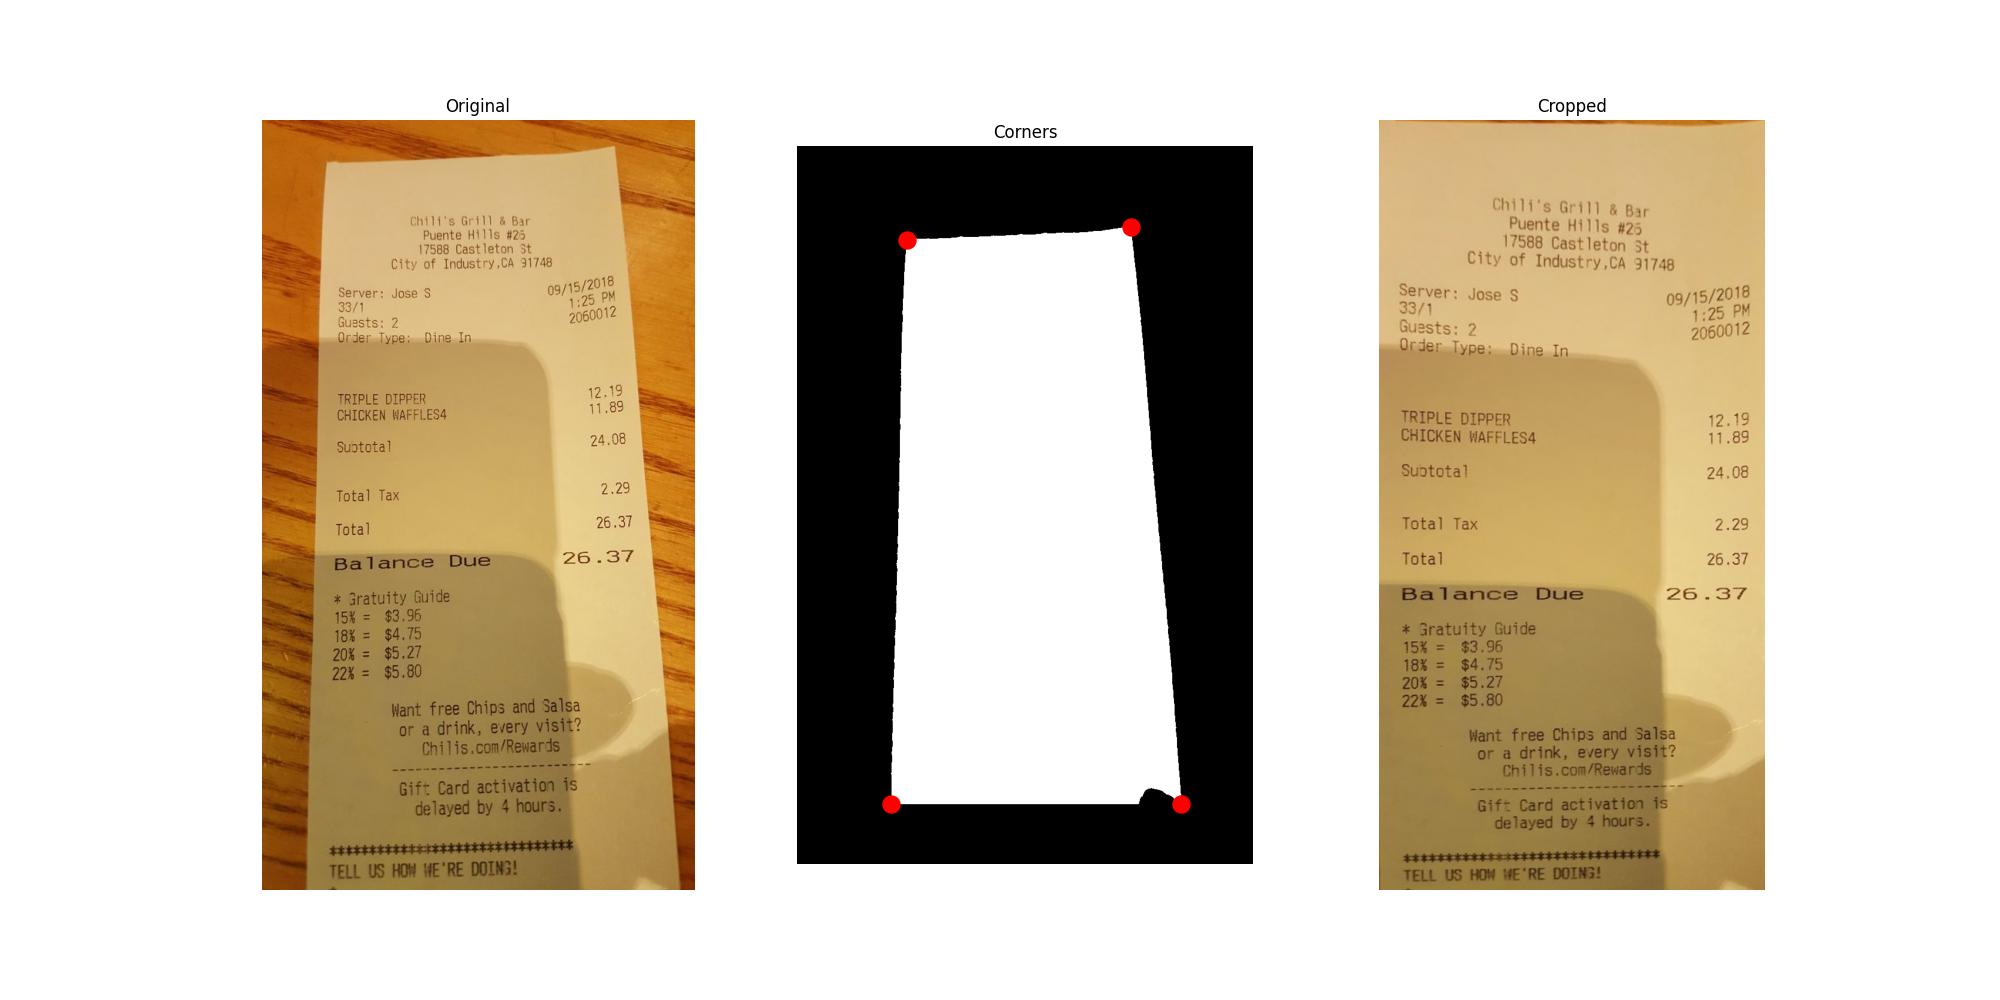 Original
Chili's Grill & Bar
Puente Hills #26
17588 Castleton St
City of Industry,CA 91748
Server: Jose S 09/15/2018
33/1 1:25 PM
Guests: 2 2060012
Order Type: Dine In
TRIPLE DIPPER 12.19
CHICKEN WAFFLES4 11.89
Subtotal 24.08
Total Tax 2.29
Total 26.37
Balance Due 26.37
* Gratuity Guide
15% = $3.96
18% = $4.75
20% = $5.27
22% = $5.80
Want free Chips and Salsa
or a drink, every visit?
Chilis.com/Rewards
-------------------------
Gift Card activation is
delayed by 4 hours.
*******************************
TELL US HOW WE'RE DOING!
Corners
Cropped
Chili's Grill & Bar
Puente Hills #26
17588 Castleton St
City of Industry,CA 91748
Server: Jose S 09/15/2018
33/1 1:25 PM
Guests: 2 2060012
Order Type: Dine In
TRIPLE DIPPER 12.19
CHICKEN WAFFLES4 11.89
Subtotal 24.08
Total Tax 2.29
Total 26.37
Balance Due 26.37
* Gratuity Guide
15% = $3.96
18% = $4.75
20% = $5.27
22% = $5.80
Want free Chips and Salsa
or a drink, every visit?
Chilis.com/Rewards
-------------------------
Gift Card activation is
delayed by 4 hours.
*******************************
TELL US HOW WE'RE DOING!